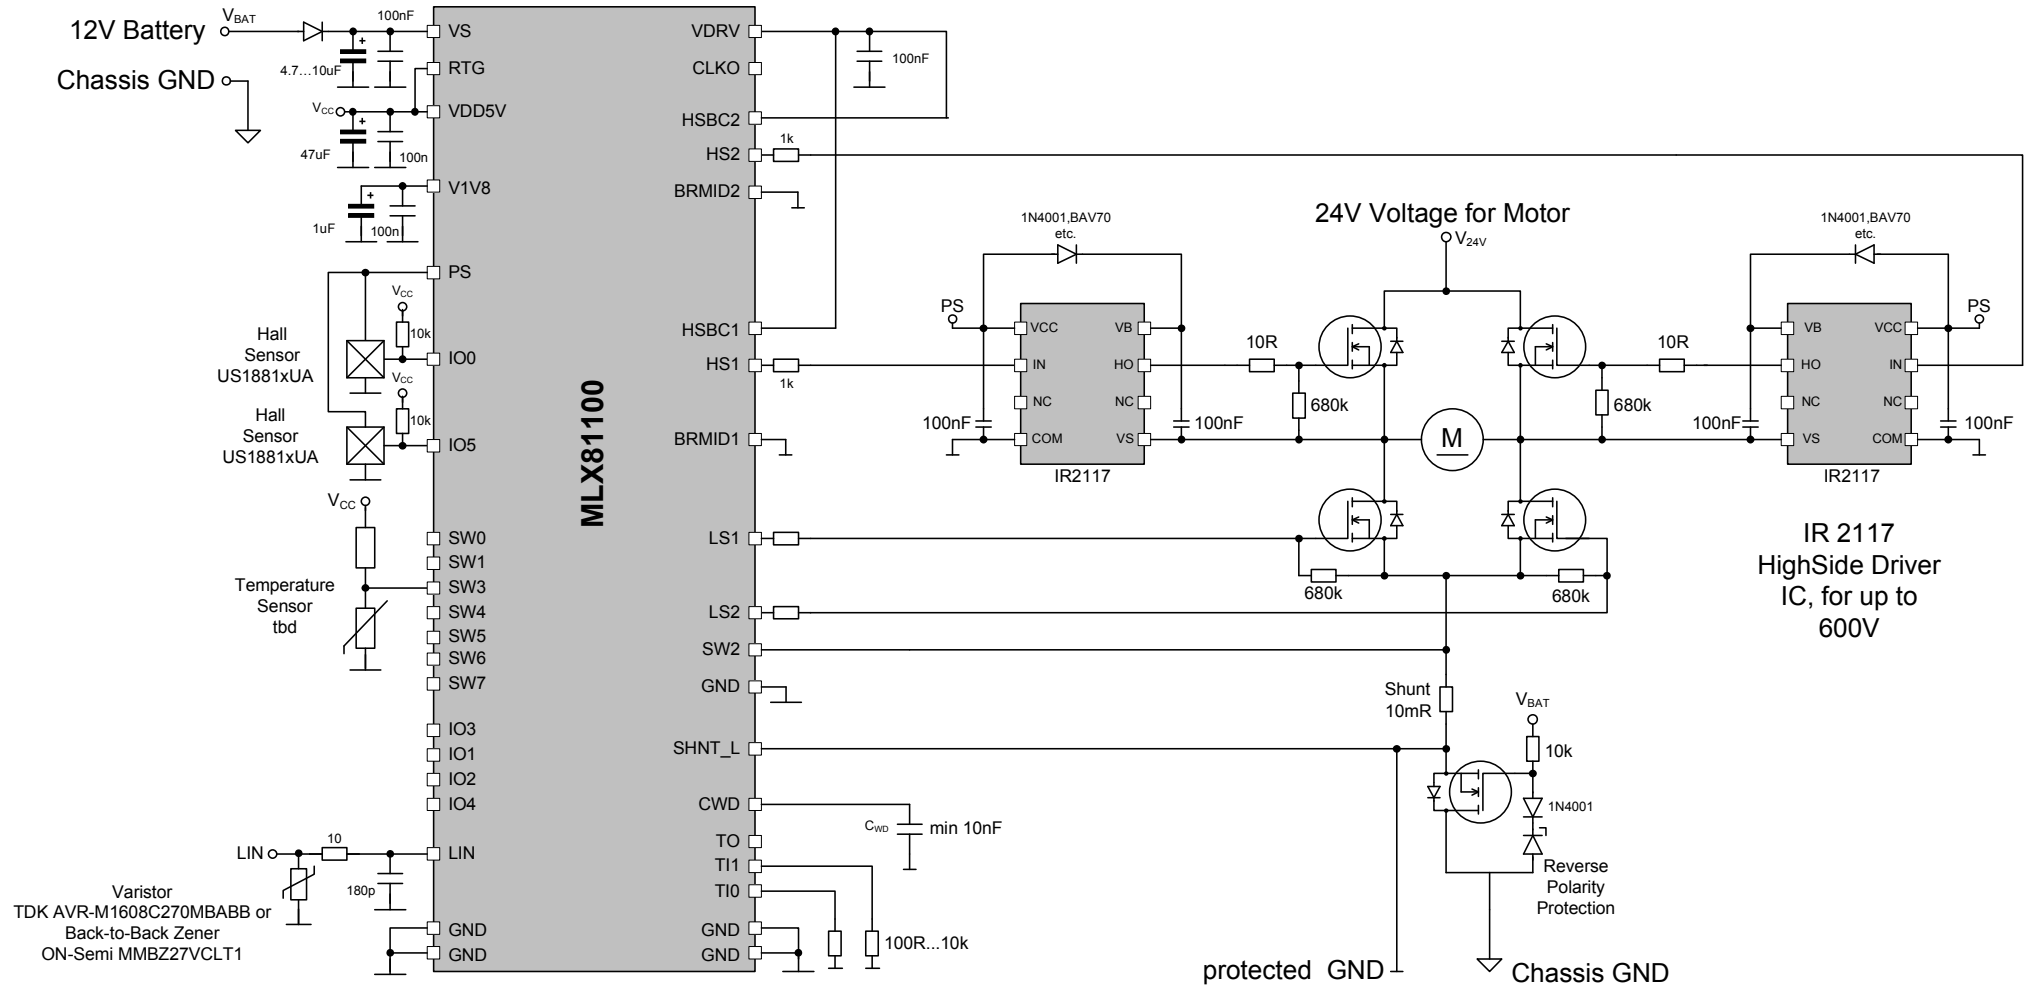 12V Battery
VBAT
100nF
4.7...10uF
Chassis GND
VCC
47uF
100n
1uF
100n
VCC
10k
Hall
Sensor
US1881xUA
VCC
10k
Hall
Sensor
US1881xUA
VCC
Temperature
Sensor
tbd
LIN
10
180p
Varistor
TDK AVR-M1608C270MBABB or
Back-to-Back Zener
ON-Semi MMBZ27VCLT1
VS
RTG
VDD5V
V1V8
PS
IO0
IO5
SW0
SW1
SW3
SW4
SW5
SW6
SW7
IO3
IO1
IO2
IO4
LIN
GND
GND
MLX81100
VDRV
CLKO
HSBC2
HS2
BRMID2
HSBC1
HS1
BRMID1
LS1
LS2
SW2
GND
SHNT_L
CWD
TO
TI1
TI0
GND
GND
100nF
1k
1k
CWD
min 10nF
100R...10k
1N4001,BAV70
etc.
PS
VCC
IN
NC
COM
VB
HO
NC
VS
100nF
100nF
IR2117
24V Voltage for Motor
V24V
10R
680k
M
10R
680k
680k
680k
1N4001,BAV70
etc.
PS
VB
HO
NC
VS
VCC
IN
NC
COM
100nF
100nF
IR2117
IR 2117
HighSide Driver
IC, for up to
600V
Shunt
10mR
VBAT
10k
1N4001
Reverse
Polarity
Protection
protected GND
Chassis GND